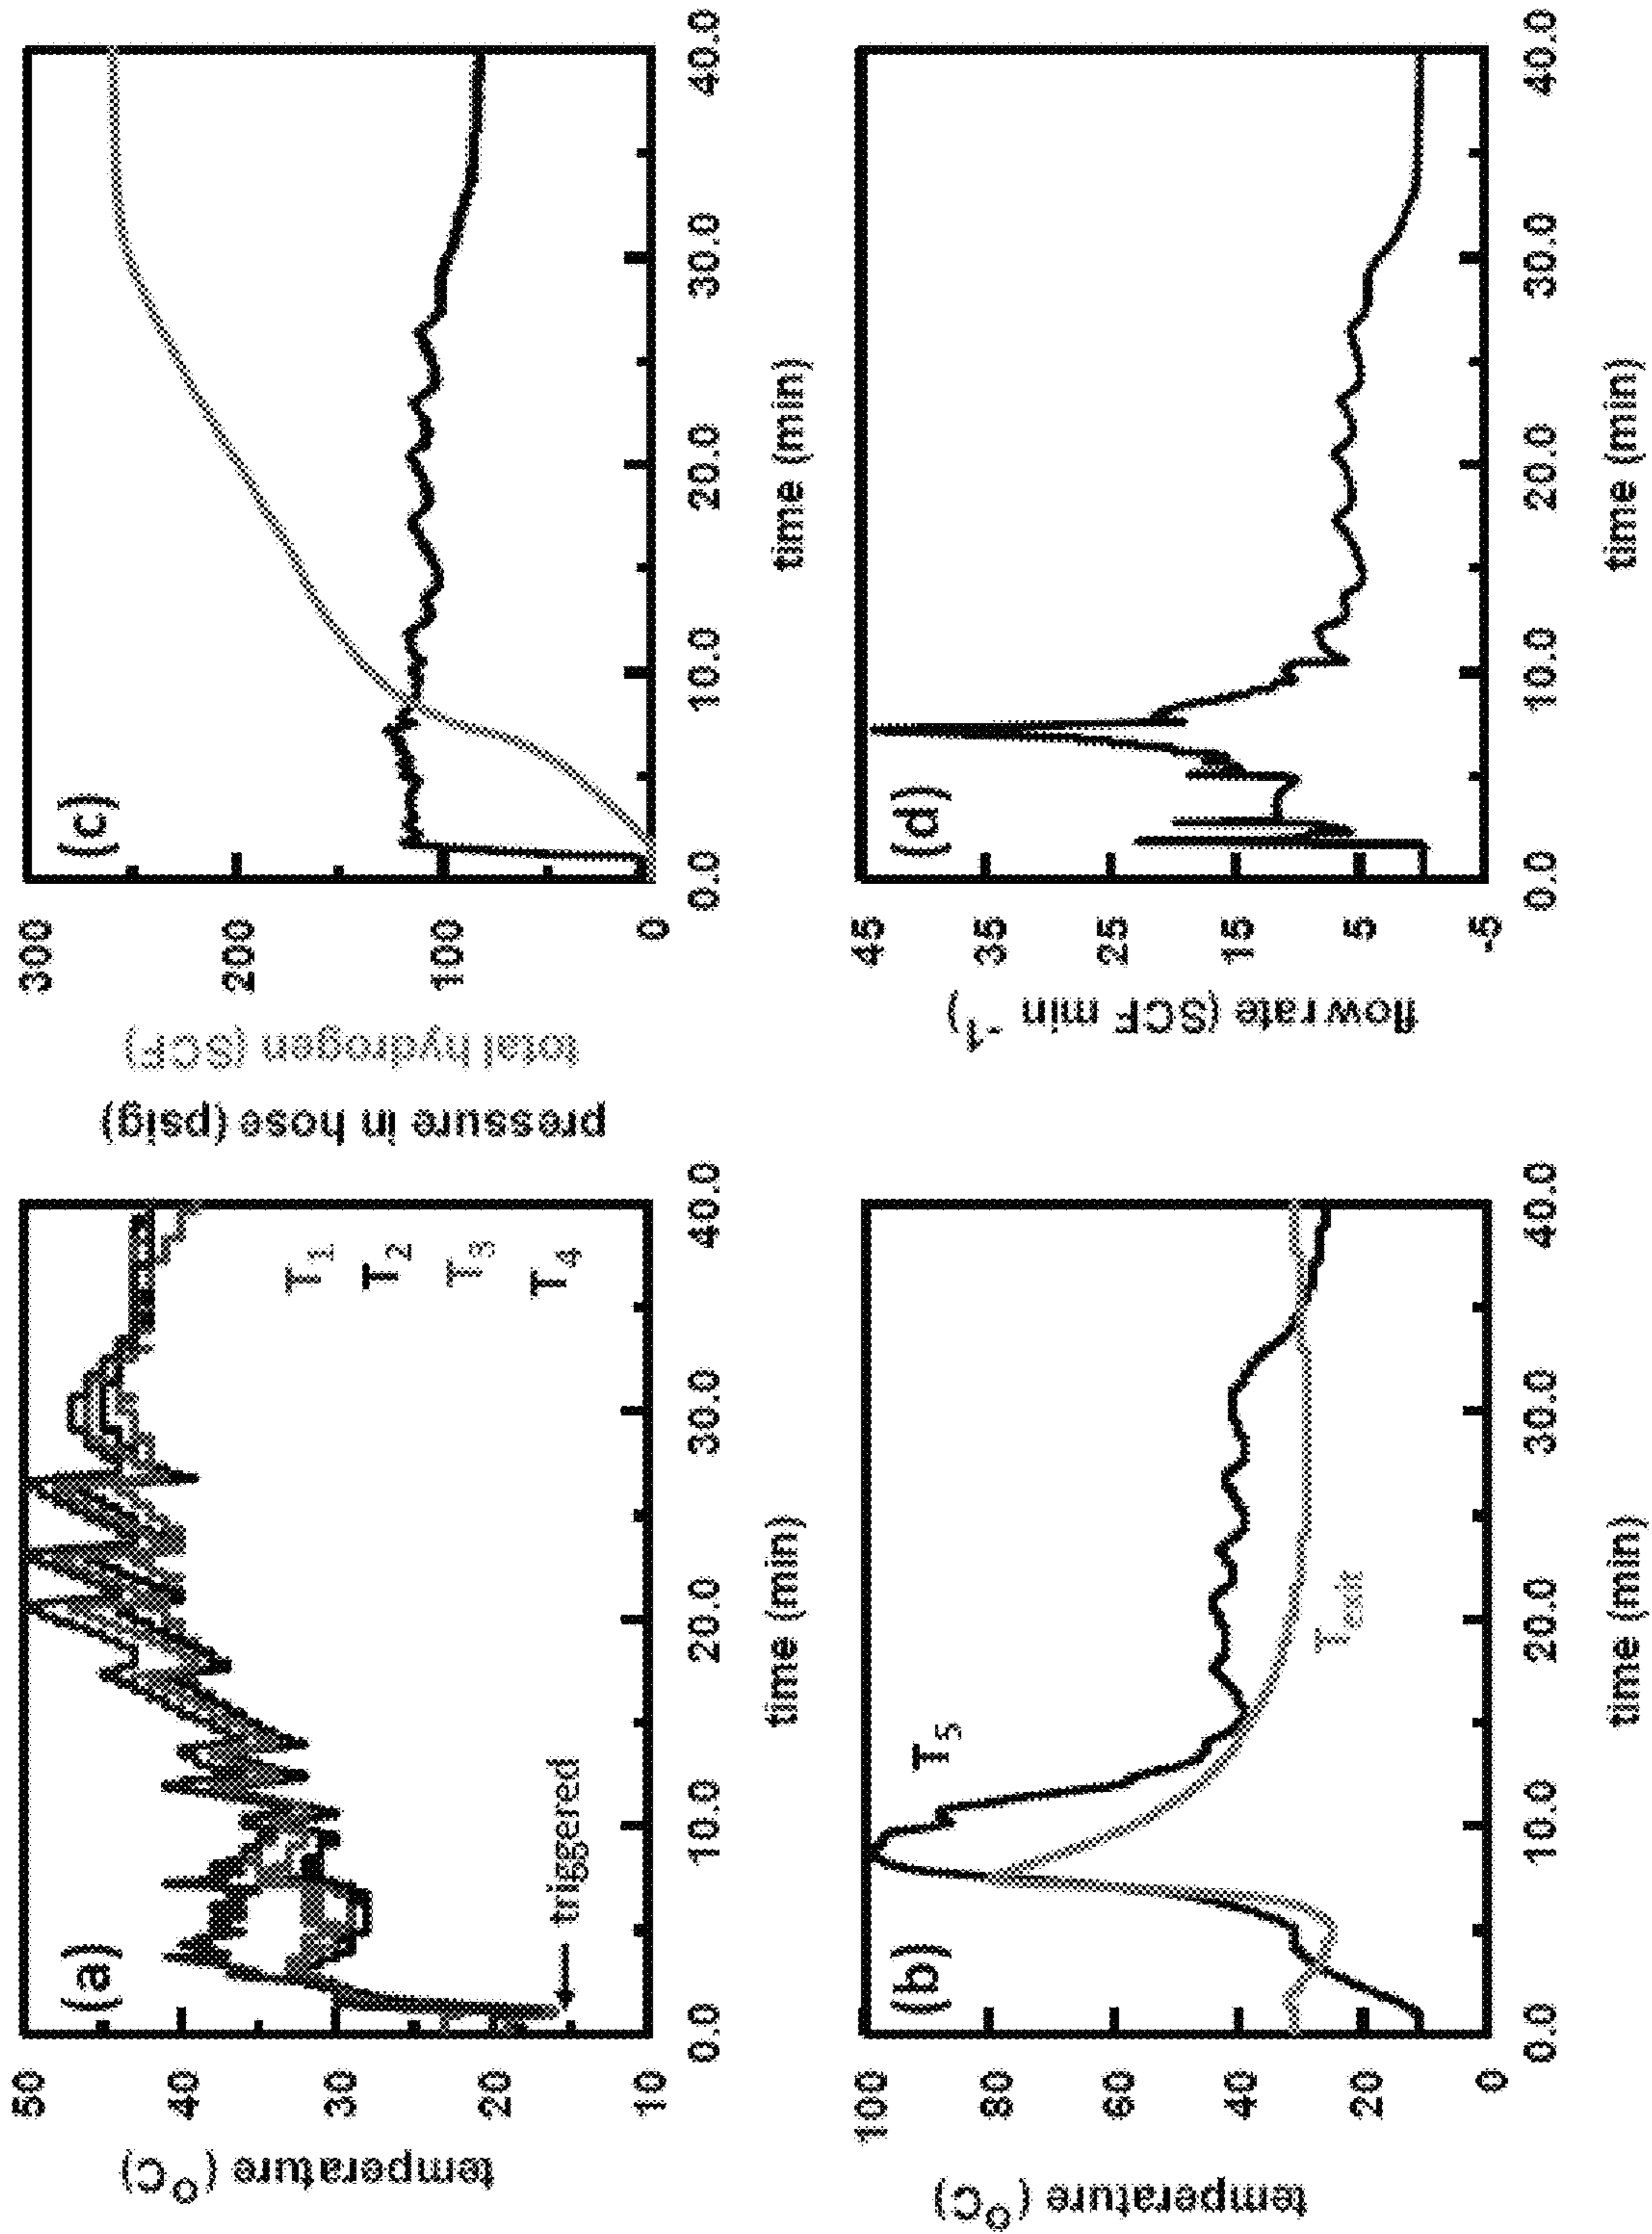 (a)
50
40
30
20
10
temperature (°C)
triggered
T1
T2
T3
T4
0.0
10.0
20.0
30.0
40.0
time (min)
(b)
100
80
60
40
20
0
temperature (°C)
T5
Texit
0.0
10.0
20.0
30.0
40.0
time (min)
(c)
pressure in hose (psig)
total hydrogen (SCF)
300
200
100
0
0.0
10.0
20.0
30.0
40.0
time (min)
(d)
flow rate (SCF min -1)
45
35
25
15
5
-5
0.0
10.0
20.0
30.0
40.0
time (min)